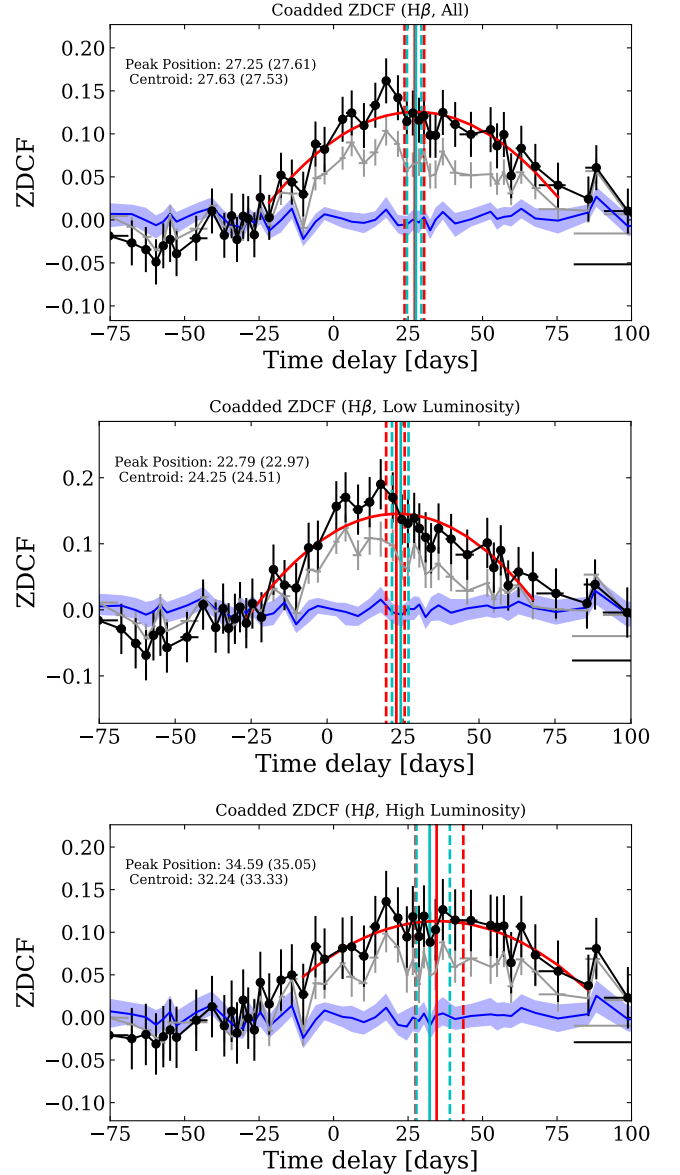 Coadded ZDCF (Hβ, All)
Peak Position: 27.25 (27.61)
Centroid: 27.63 (27.53)
ZDCF
0.20
0.15
0.10
0.05
0.00
−0.05
−0.10
−75 −50 −25 0 25 50 75 100
Time delay [days]
Coadded ZDCF (Hβ, Low Luminosity)
Peak Position: 22.79 (22.97)
Centroid: 24.25 (24.51)
ZDCF
0.2
0.1
0.0
−0.1
−75 −50 −25 0 25 50 75 100
Time delay [days]
Coadded ZDCF (Hβ, High Luminosity)
Peak Position: 34.59 (35.05)
Centroid: 32.24 (33.33)
ZDCF
0.20
0.15
0.10
0.05
0.00
−0.05
−0.10
−75 −50 −25 0 25 50 75 100
Time delay [days]